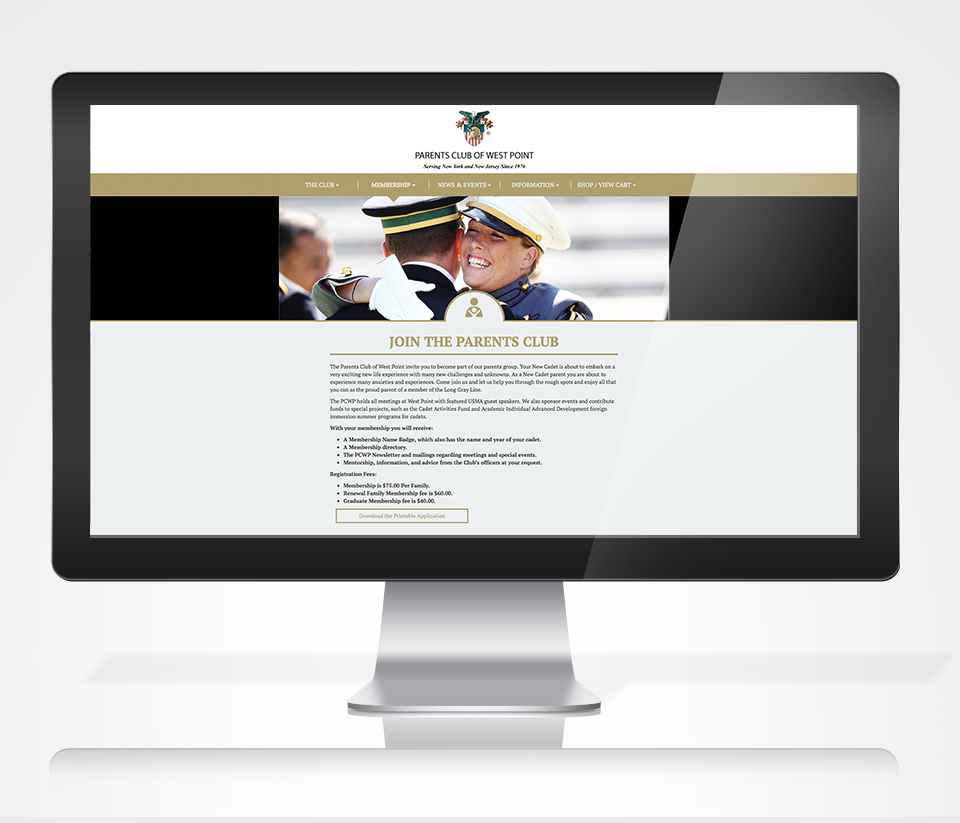 PARENTS CLUB OF WEST POINT
Serving New York and New Jersey Since 1976
THE CLUB
MEMBERSHIP
NEWS & EVENTS
INFORMATION
SHOP / VIEW CART
JOIN THE PARENTS CLUB
The Parents Club of West Point invite you to become part of our parents group. Your New Cadet is about to embark on a
very exciting new life experience with many new challenges and unknowns. As a New Cadet parent you are about to
experience many anxieties and experiences. Come join us and let us help you through the rough spots and enjoy all that
you can as the proud parent of a member of the Long Gray Line.
The PCWP holds all meetings at West Point with featured USMA guest speakers. We also sponsor events and contribute
funds to special projects, such as the Cadet Activities Fund and Academic Individual Advanced Development foreign
immersion summer programs for cadets.
With your membership you will receive:
• A Membership Name Badge, which also has the name and year of your cadet.
• A Membership directory.
• The PCWP Newsletter and mailings regarding meetings and special events.
• Mentorship, information, and advice from the Club's officers at your request.
Registration Fees:
• Membership is $75.00 Per Family.
• Renewal Family Membership fee is $60.00.
• Graduate Membership fee is $40.00.
Download the Printable Application